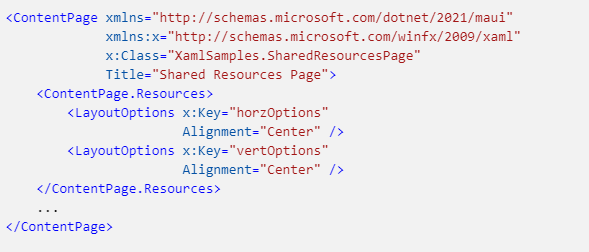 <ContentPage xmlns="http://schemas.microsoft.com/dotnet/2021/maui"
             xmlns:x="http://schemas.microsoft.com/winfx/2009/xaml"
             x:Class="XamlSamples.SharedResourcesPage"
             Title="Shared Resources Page">
    <ContentPage.Resources>
        <LayoutOptions x:Key="horzOptions"
                       Alignment="Center" />
        <LayoutOptions x:Key="vertOptions"
                       Alignment="Center" />
    </ContentPage.Resources>
    ...
</ContentPage>